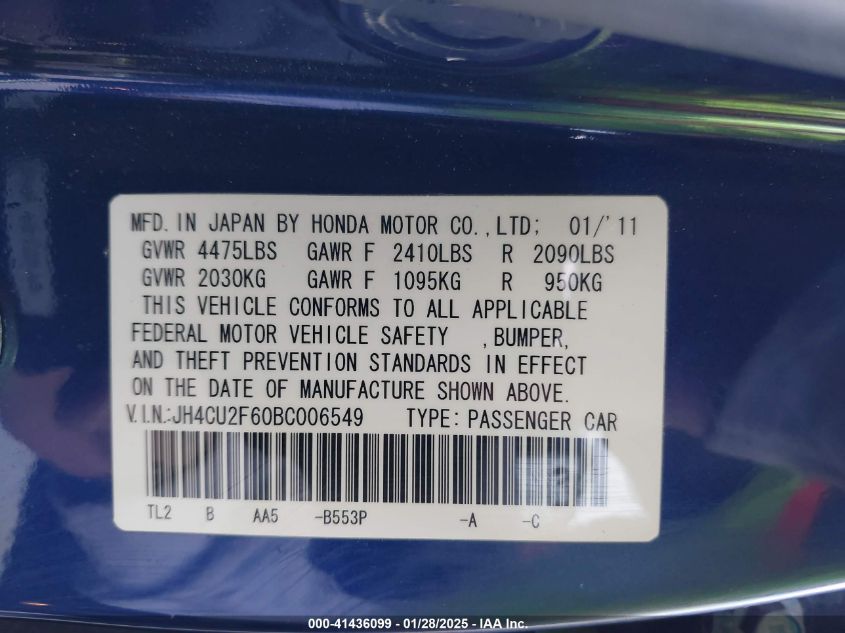 MFD. IN JAPAN BY HONDA MOTOR CO.,LTD; 01/'11
GVWR 4475LBS GAWR F 2410LBS R 2090LBS
GVWR 2030KG GAWR F 1095KG R 950KG
THIS VEHICLE CONFORMS TO ALL APPLICABLE
FEDERAL MOTOR VEHICLE SAFETY , BUMPER,
AND THEFT PREVENTION STANDARDS IN EFFECT
ON THE DATE OF MANUFACTURE SHOWN ABOVE.
V.I.N.:JH4CU2F60BC006549 TYPE: PASSENGER CAR
TL2 B AA5 -B553P -A -C
000-41436099 - 01/28/2025 - IAA Inc.